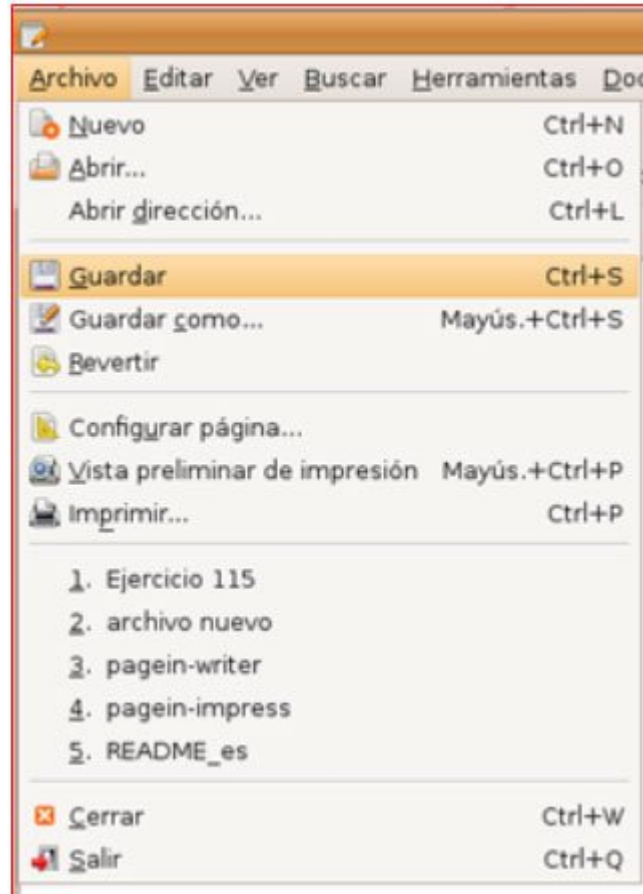 Archivo Editar Ver Buscar Herramientas Doc
Nuevo Ctrl+N
Abrir... Ctrl+O
Abrir dirección... Ctrl+L
Guardar Ctrl+S
Guardar como... Mayús.+Ctrl+S
Revertir
Configurar página...
Vista preliminar de impresión Mayús.+Ctrl+P
Imprimir... Ctrl+P
1. Ejercicio 115
2. archivo nuevo
3. pagein-writer
4. pagein-impress
5. README_es
Cerrar Ctrl+W
Salir Ctrl+Q